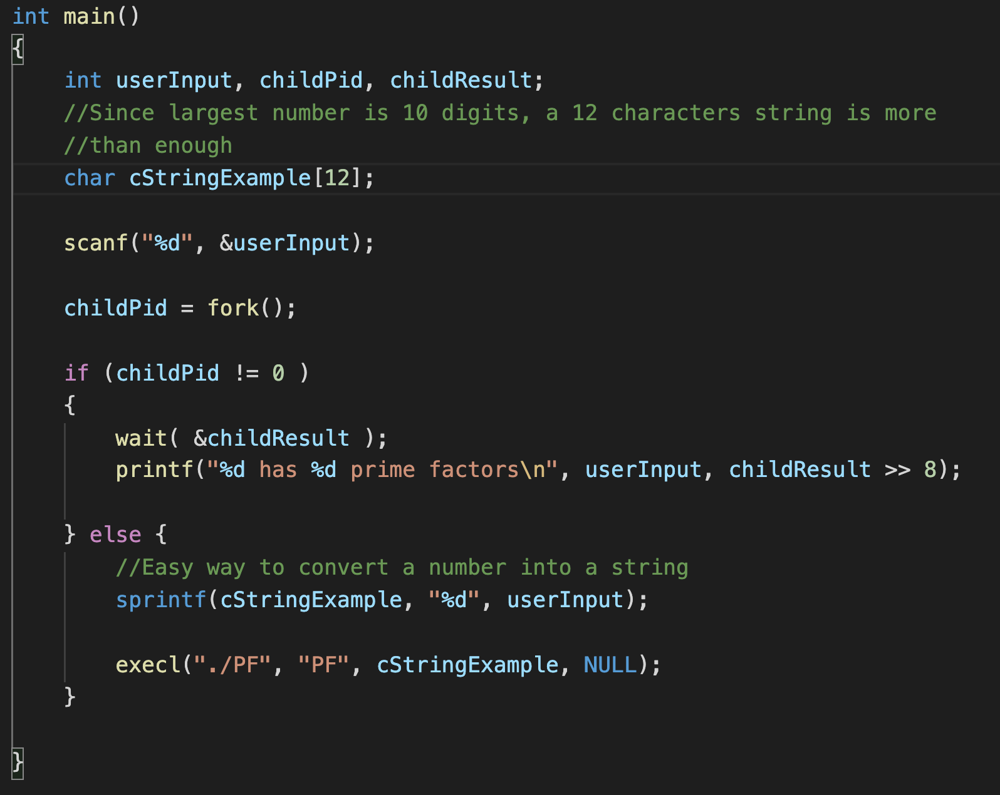 int main()
{
    int userInput, childPid, childResult;
    //Since largest number is 10 digits, a 12 characters string is more
    //than enough
    char cStringExample[12];

    scanf("%d", &userInput);

    childPid = fork();

    if (childPid != 0 )
    {
        wait( &childResult );
        printf("%d has %d prime factors\n", userInput, childResult >> 8);

    } else {
        //Easy way to convert a number into a string
        sprintf(cStringExample, "%d", userInput);

        execl("./PF", "PF", cStringExample, NULL);
    }

}